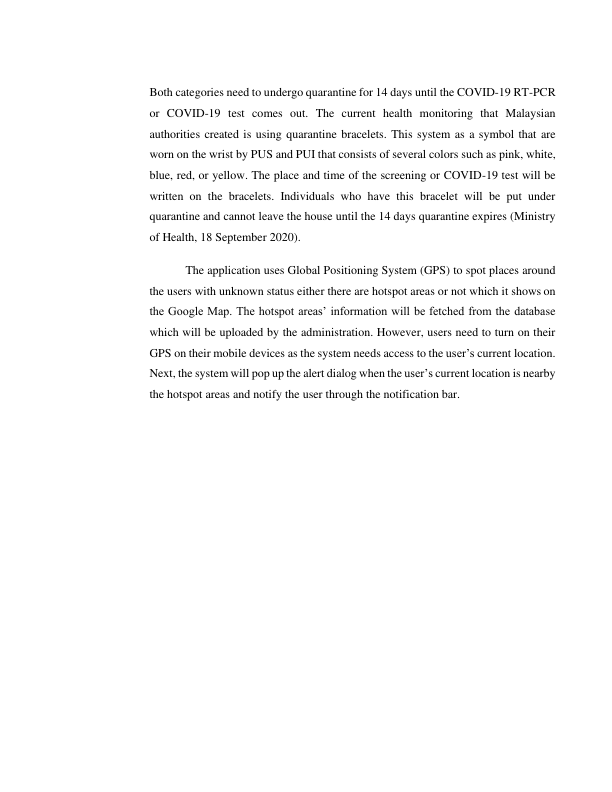 Both categories need to undergo quarantine for 14 days until the COVID-19 RT-PCR
or COVID-19 test comes out. The current health monitoring that Malaysian
authorities created is using quarantine bracelets. This system as a symbol that are
worn on the wrist by PUS and PUI that consists of several colors such as pink, white,
blue, red, or yellow. The place and time of the screening or COVID-19 test will be
written on the bracelets. Individuals who have this bracelet will be put under
quarantine and cannot leave the house until the 14 days quarantine expires (Ministry
of Health, 18 September 2020).
The application uses Global Positioning System (GPS) to spot places around
the users with unknown status either there are hotspot areas or not which it shows on
the Google Map. The hotspot areas’ information will be fetched from the database
which will be uploaded by the administration. However, users need to turn on their
GPS on their mobile devices as the system needs access to the user’s current location.
Next, the system will pop up the alert dialog when the user’s current location is nearby
the hotspot areas and notify the user through the notification bar.